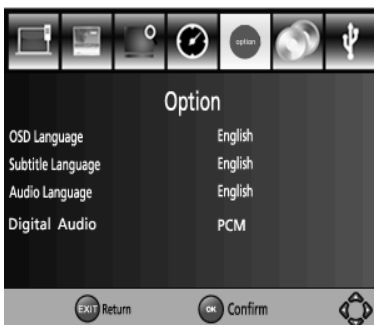 option
Option
OSD Language English
Subtitle Language English
Audio Language English
Digital Audio PCM
EXIT Return OK Confirm